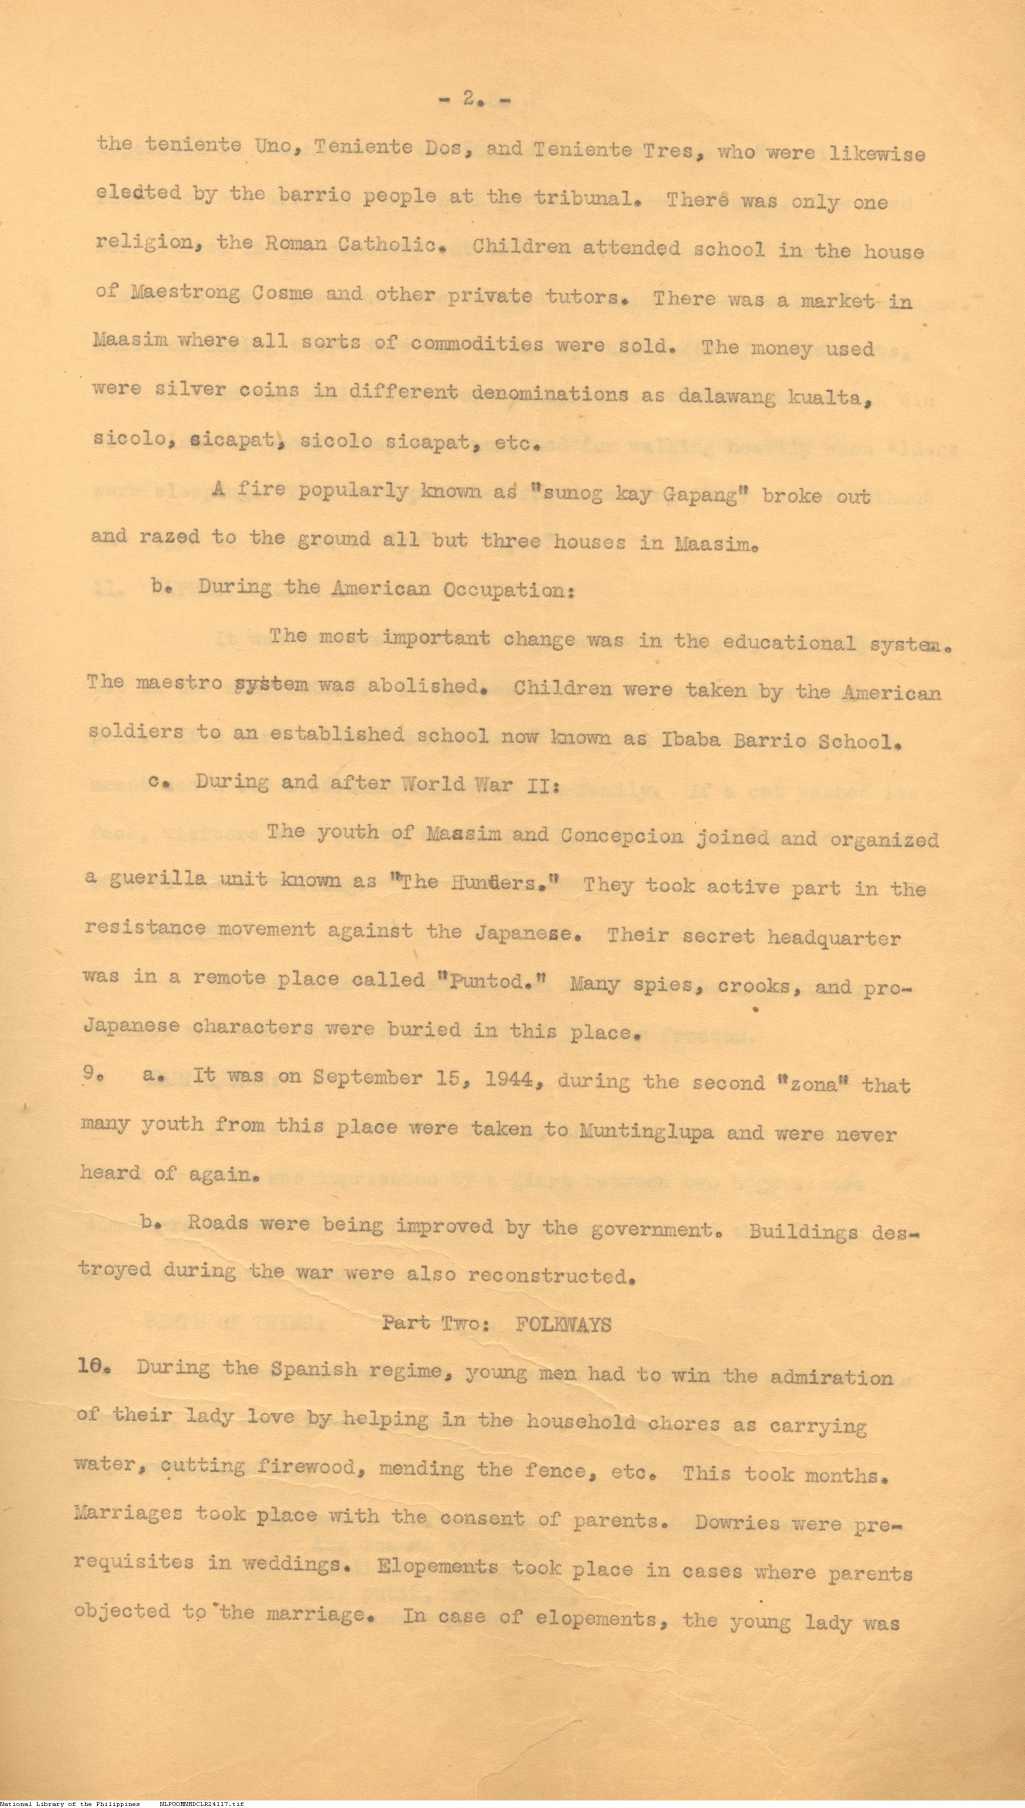 - 2. -
the teniente Uno, Teniente Dos, and Teniente Tres, who were likewise
eledted by the barrio people at the tribunal. There was only one
religion, the Roman Catholic. Children attended school in the house
of Maestrong Cosme and other private tutors. There was a market in
Maasim where all sorts of commodities were sold. The money used
were silver coins in different denominations as dalawang kualta,
sicolo, sicapat, sicolo sicapat, etc.
A fire popularly known as "sunog kay Gapang" broke out
and razed to the ground all but three houses in Maasim.
b. During the American Occupation:
The most important change was in the educational system.
The maestro system was abolished. Children were taken by the American
soldiers to an established school now known as Ibaba Barrio School.
c. During and after World War II:
The youth of Maasim and Concepcion joined and organized
a guerilla unit known as "The Hunters." They took active part in the
resistance movement against the Japanese. Their secret headquarter
was in a remote place called "Puntod." Many spies, crooks, and pro-
Japanese characters were buried in this place.
9. a. It was on September 15, 1944, during the second "zona" that
many youth from this place were taken to Muntinglupa and were never
heard of again.
b. Roads were being improved by the government. Buildings des-
troyed during the war were also reconstructed.
Part Two: FOLKWAYS
10. During the Spanish regime, young men had to win the admiration
of their lady love by helping in the household chores as carrying
water, cutting firewood, mending the fence, etc. This took months.
Marriages took place with the consent of parents. Dowries were pre-
requisites in weddings. Elopements took place in cases where parents
objected to the marriage. In case of elopements, the young lady was
National Library of the Philippines